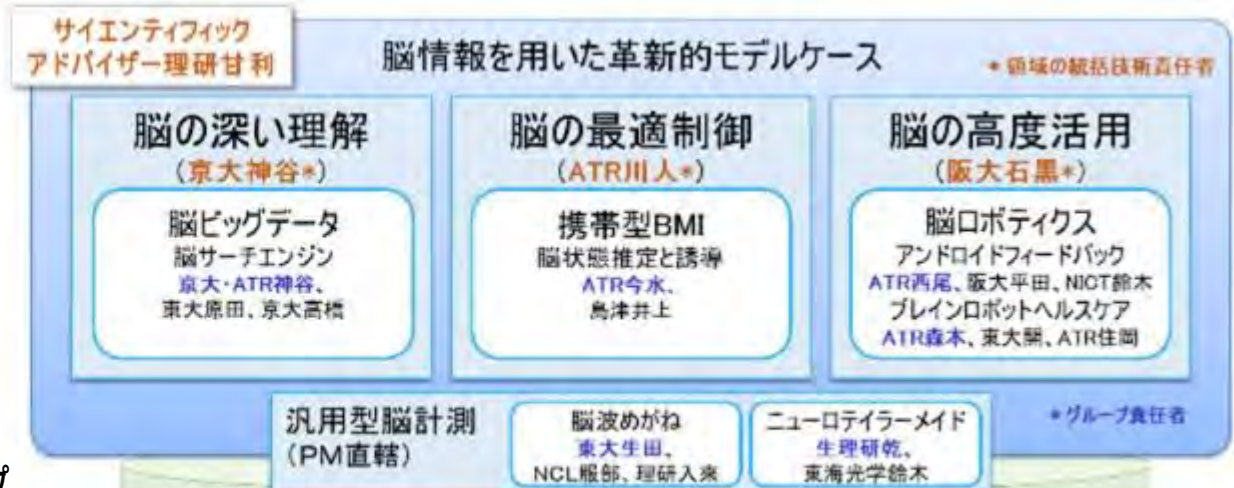 サイエンティフィック
アドバイザー理研甘利
脳情報を用いた革新的モデルケース
*領域の統括技術責任者
脳の深い理解
(京大神谷*)
脳ビッグデータ
脳サーチエンジン
京大・ATR神谷、
東大原田、京大高橋
脳の最適制御
(ATR川人*)
携帯型BMI
脳状態推定と誘導
ATR今水、
島津井上
脳の高度活用
(阪大石黒*)
脳ロボティクス
アンドロイドフィードバック
ATR西尾、阪大平田、NICT鈴木
ブレインロボットヘルスケア
ATR森本、東大開、ATR住岡
汎用型脳計測
(PM直轄)
脳波めがね
東大生田、
NCL服部、理研入來
ニューロテイラーメイド
生理研乾、
東海光学鈴木
*グループ責任者